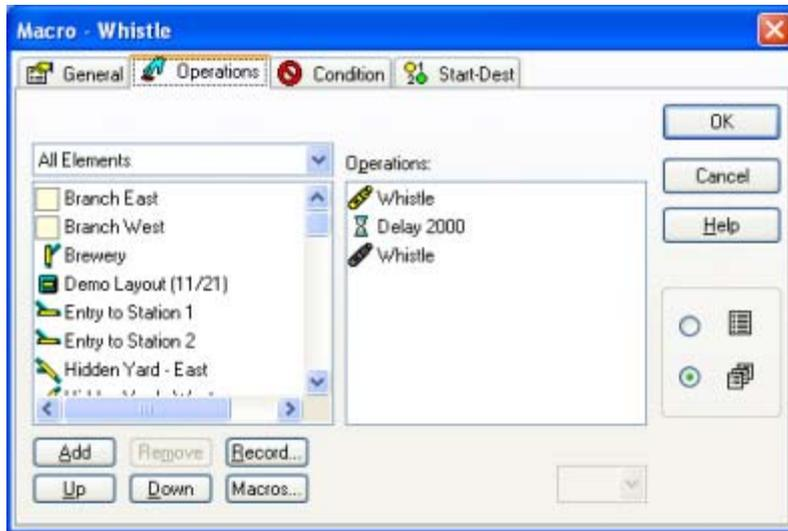 Macro - Whistle
General Operations Condition Start-Dest
OK
All Elements
Operations:
Cancel
Branch East
Branch West
Brewery
Demo Layout (11/21)
Entry to Station 1
Entry to Station 2
Hidden Yard - East
Whistle
Delay 2000
Whistle
Help
Add Remove Record...
Up Down Macros...